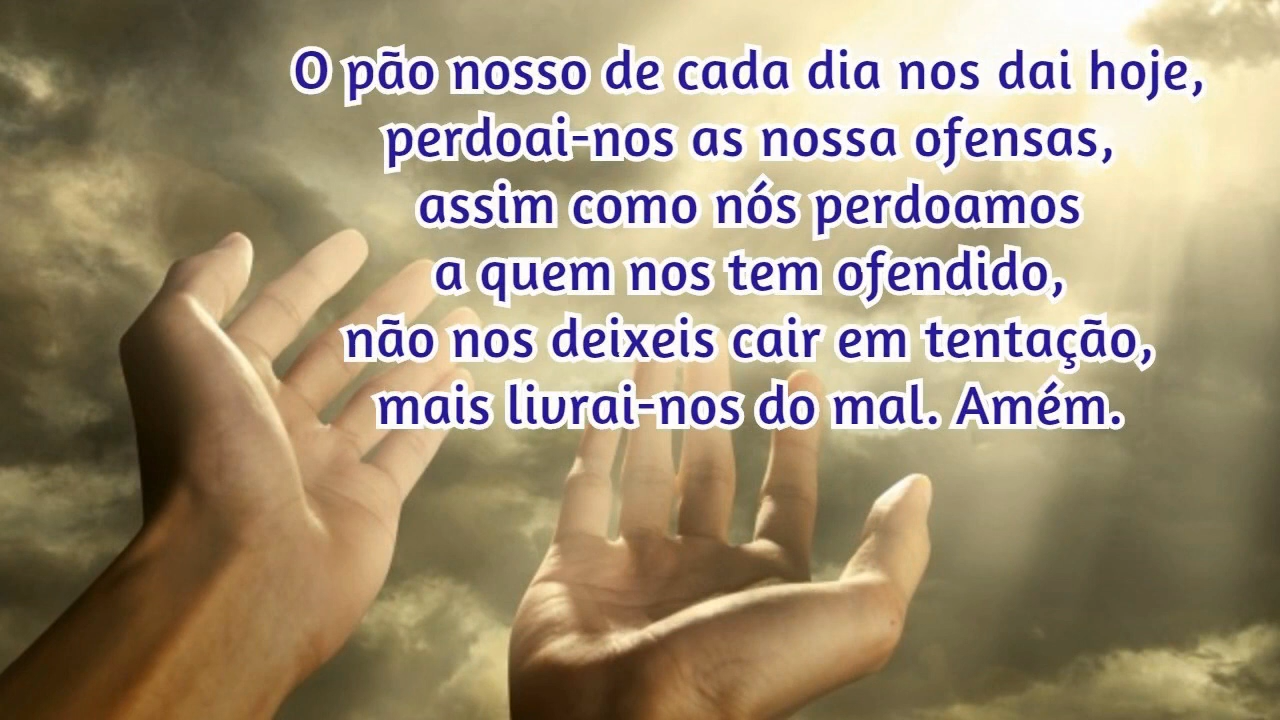 O pão nosso de cada dia nos dai hoje,
perdoai-nos as nossa ofensas,
assim como nós perdoamos
a quem nos tem ofendido,
não nos deixeis cair em tentação,
mais livrai-nos do mal. Amém.